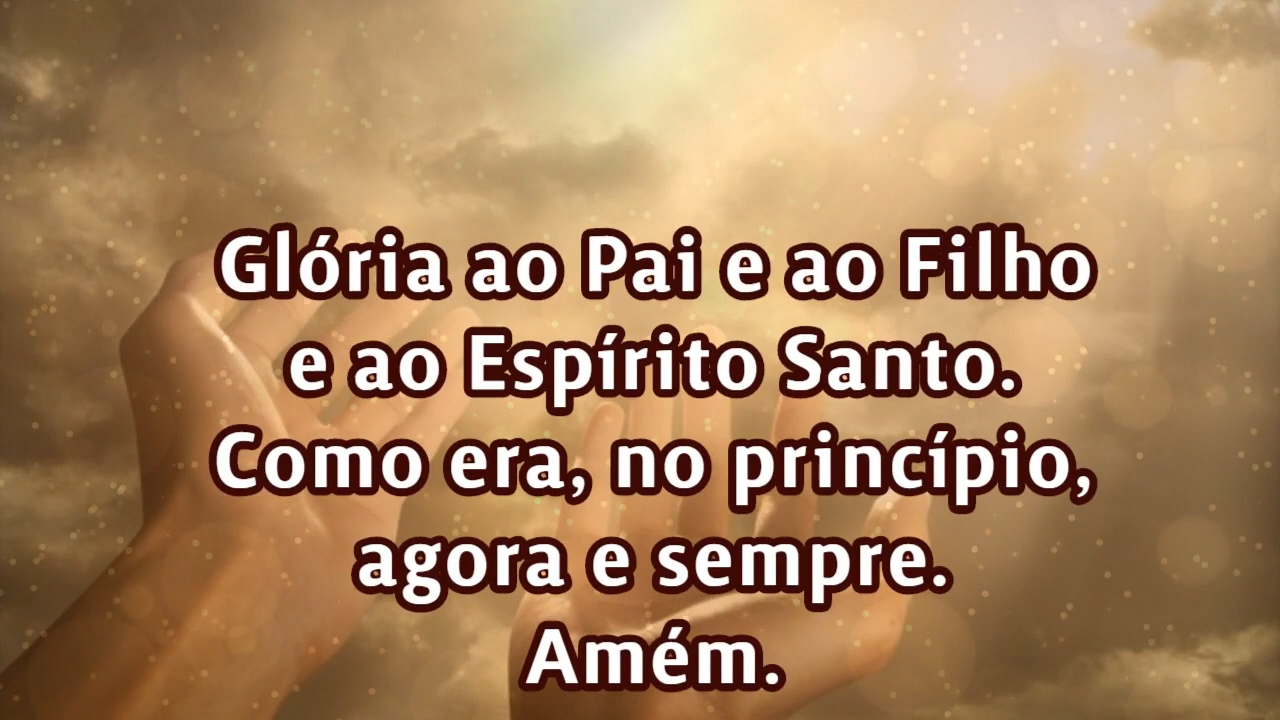 Glória ao Pai e ao Filho
e ao Espírito Santo.
Como era, no princípio,
agora e sempre.
Amém.